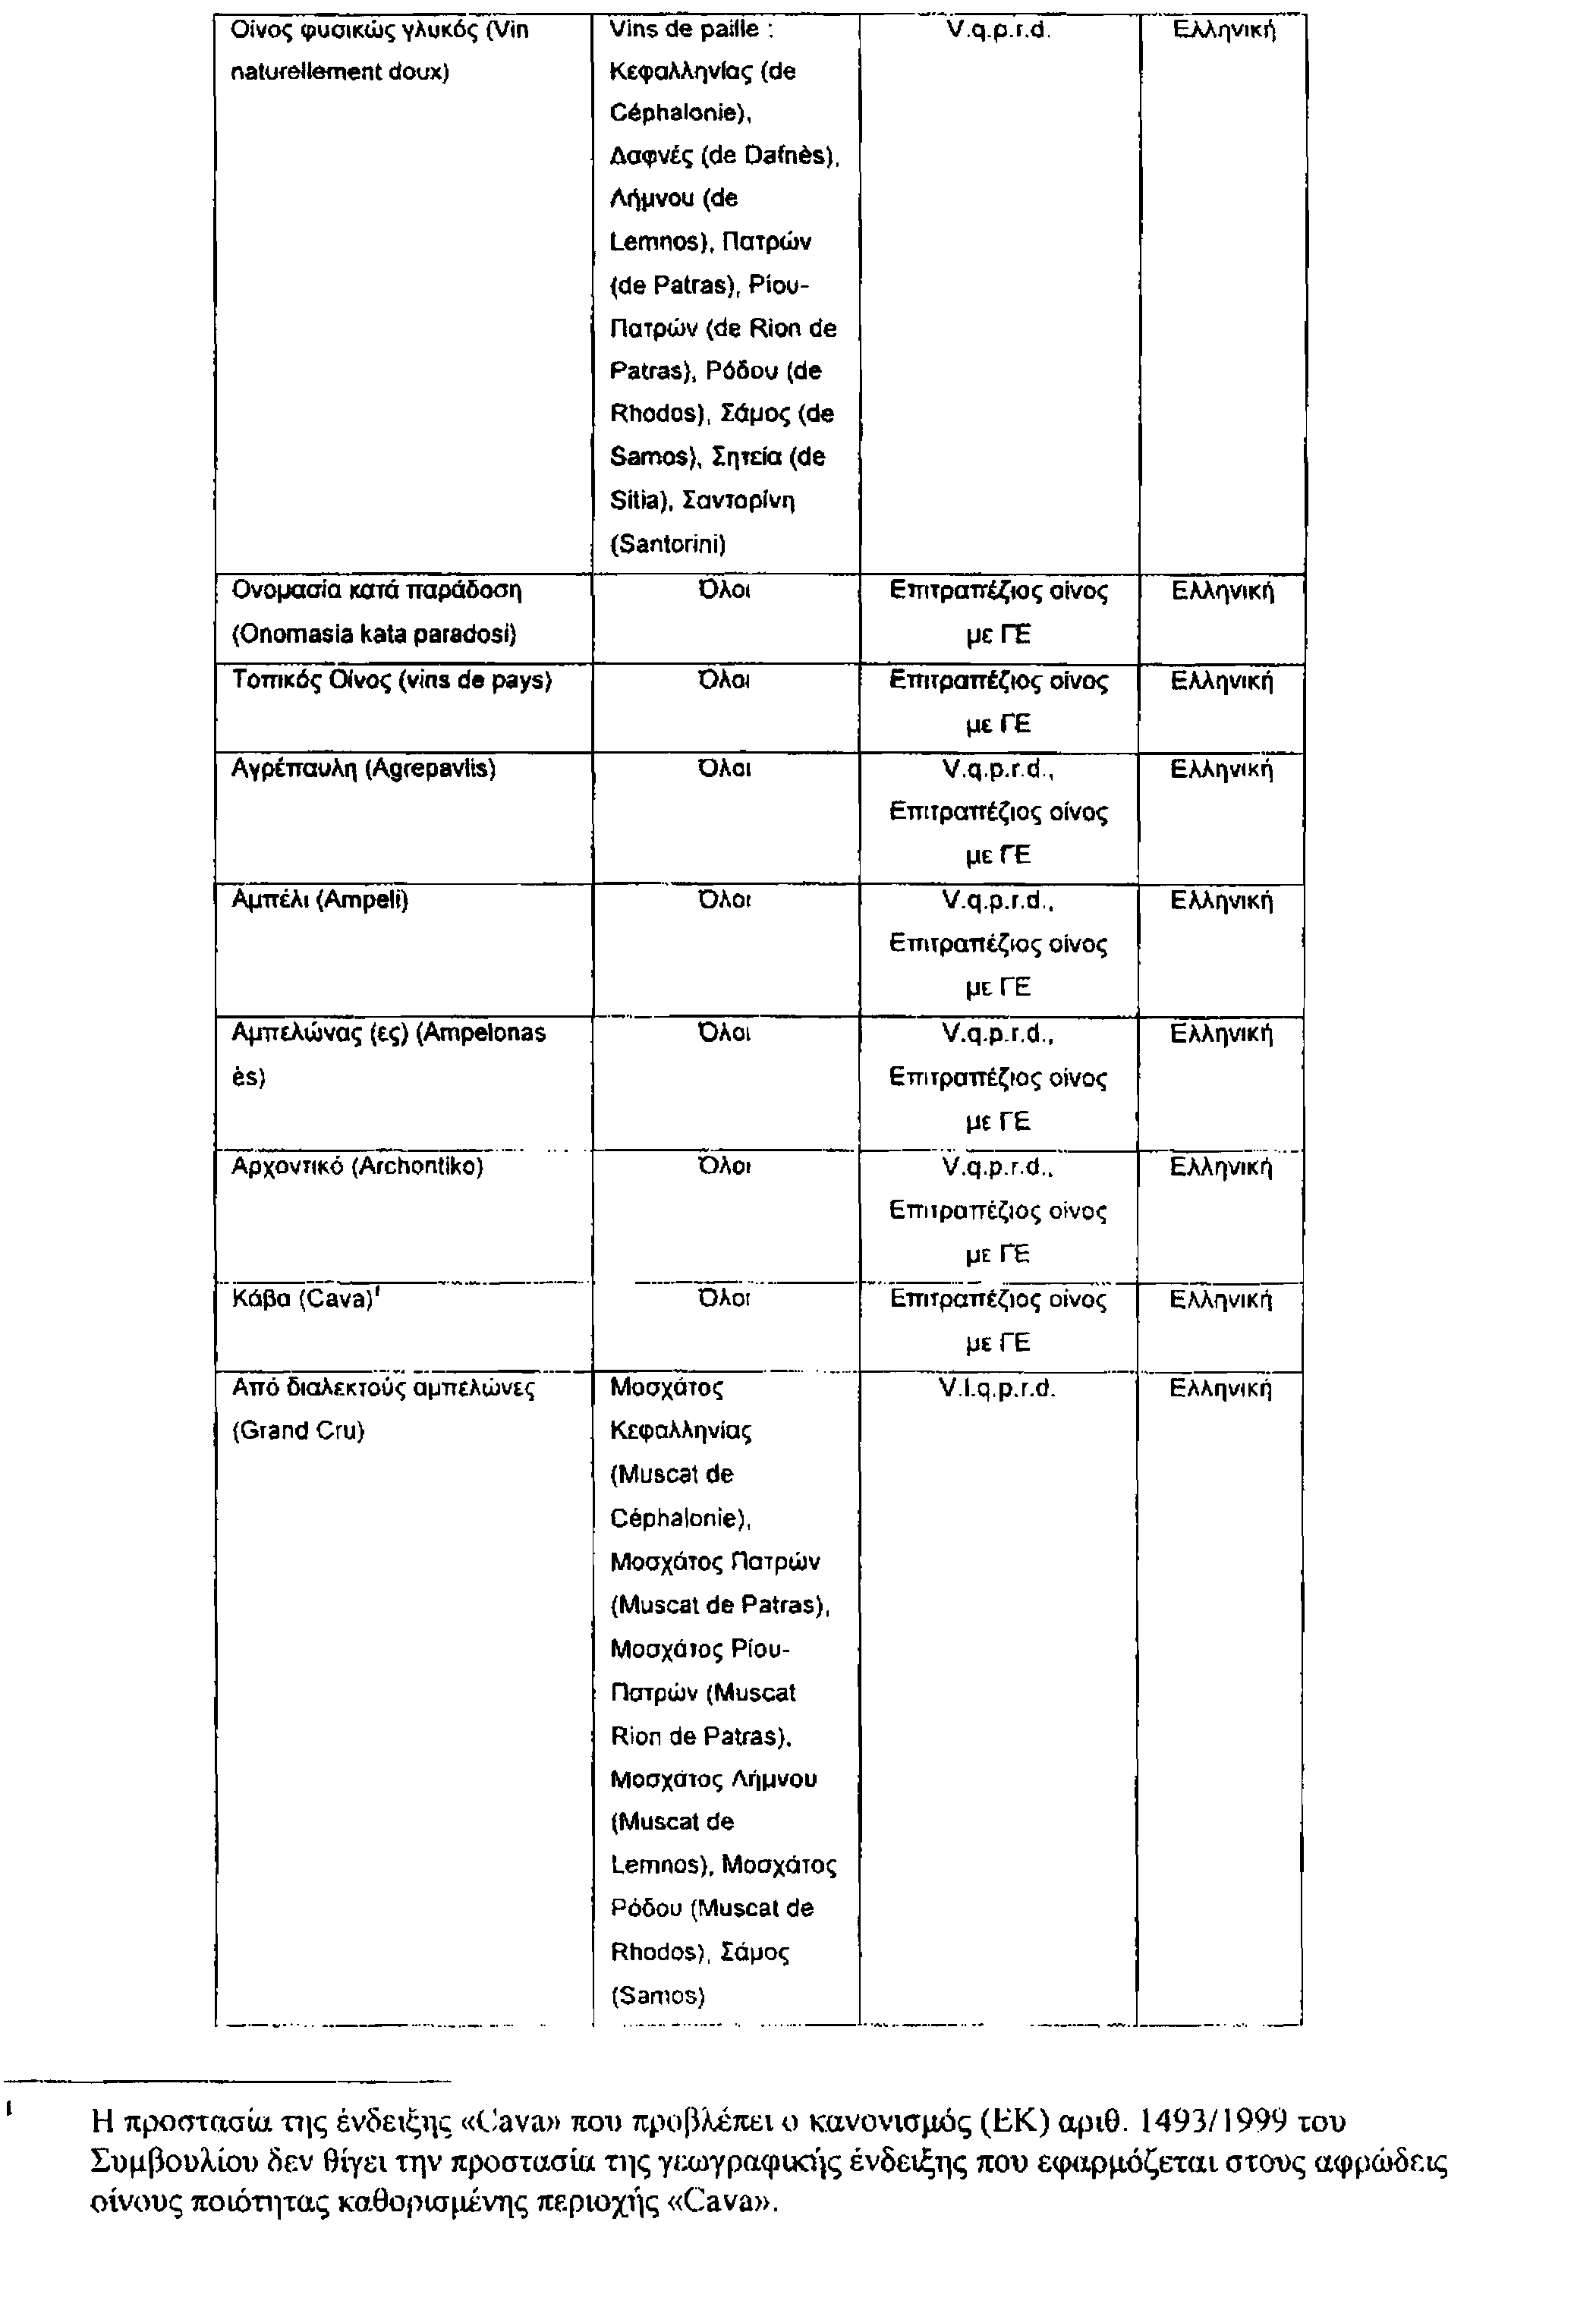 Οίνος φυσικώς γλυκός (Vin
naturellement doux)
Vins de paille :
Κεφαλληνίας (de
Céphalonie),
Δαφνές (de Dafnès),
Λήμνου (de
Lemnos), Πατρών
(de Patras), Ρίου-
Πατρών (de Rion de
Patras), Ρόδου (de
Rhodos), Σάμος (de
Samos), Σητεία (de
Sitia), Σαντορίνη
(Santorini)
V.q.p.r.d.
Ελληνική
Ονομασία κατά παράδοση
(Onomasia kata paradosi)
Όλοι
Επιτραπέζιος οίνος
με ΓΕ
Ελληνική
Τοπικός Οίνος (vins de pays)
Όλοι
Επιτραπέζιος οίνος
με ΓΕ
Ελληνική
Αγρέπαυλη (Agrepavlis)
Όλοι
V.q.p.r.d.,
Επιτραπέζιος οίνος
με ΓΕ
Ελληνική
Αμπέλι (Ampeli)
Όλοι
V.q.p.r.d.,
Επιτραπέζιος οίνος
με ΓΕ
Ελληνική
Αμπελώνας (ες) (Ampelonas
ès)
Όλοι
V.q.p.r.d.,
Επιτραπέζιος οίνος
με ΓΕ
Ελληνική
Αρχοντικό (Archontiko)
Όλοι
V.q.p.r.d.,
Επιτραπέζιος οίνος
με ΓΕ
Ελληνική
Κάβα (Cava)¹
Όλοι
Επιτραπέζιος οίνος
με ΓΕ
Ελληνική
Από διαλεκτούς αμπελώνες
(Grand Cru)
Μοσχάτος
Κεφαλληνίας
(Muscat de
Céphalonie),
Μοσχάτος Πατρών
(Muscat de Patras),
Μοσχάτος Ρίου-
Πατρών (Muscat
Rion de Patras),
Μοσχάτος Λήμνου
(Muscat de
Lemnos), Μοσχάτος
Ρόδου (Muscat de
Rhodos), Σάμος
(Samos)
V.l.q.p.r.d.
Ελληνική
¹ Η προστασία της ένδειξης «Cava» που προβλέπει ο κανονισμός (ΕΚ) αριθ. 1493/1999 του
Συμβουλίου δεν θίγει την προστασία της γεωγραφικής ένδειξης που εφαρμόζεται στους αφρώδεις
οίνους ποιότητας καθορισμένης περιοχής «Cava».